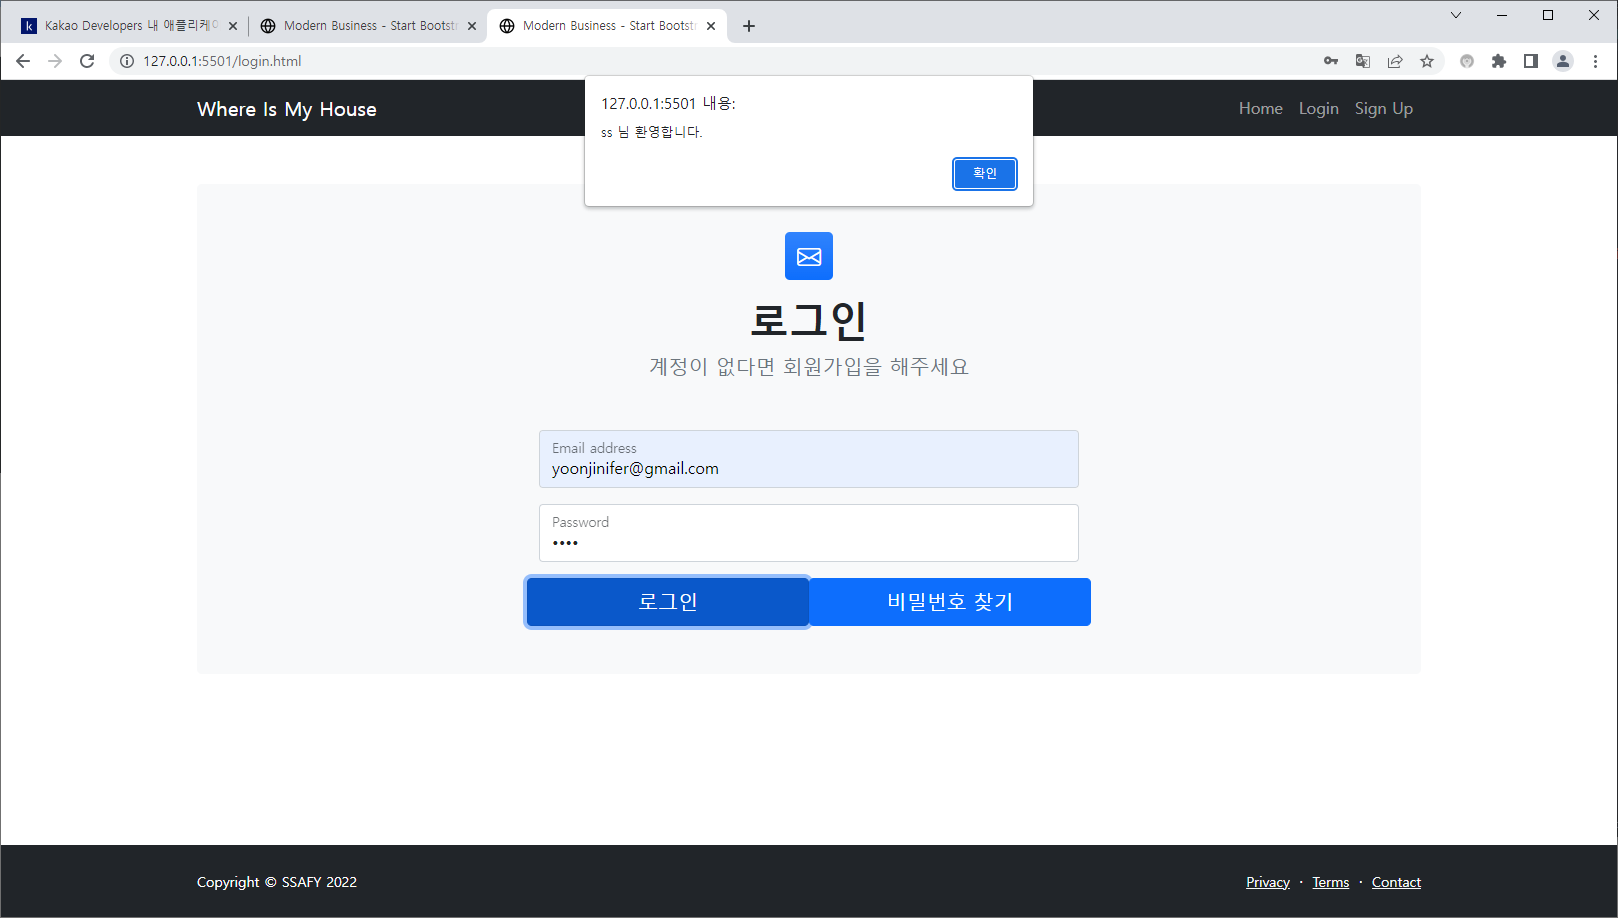 Kakao Developers 내 애플리케이
Modern Business - Start Bootstr
Modern Business - Start Bootstr
127.0.0.1:5501/login.html
Where Is My House
127.0.0.1:5501 내용:
ss 님 환영합니다.
확인
Home Login Sign Up
로그인
계정이 없다면 회원가입을 해주세요
Email address
yoonjinifer@gmail.com
Password
••••
로그인 비밀번호 찾기
Copyright © SSAFY 2022
Privacy · Terms · Contact